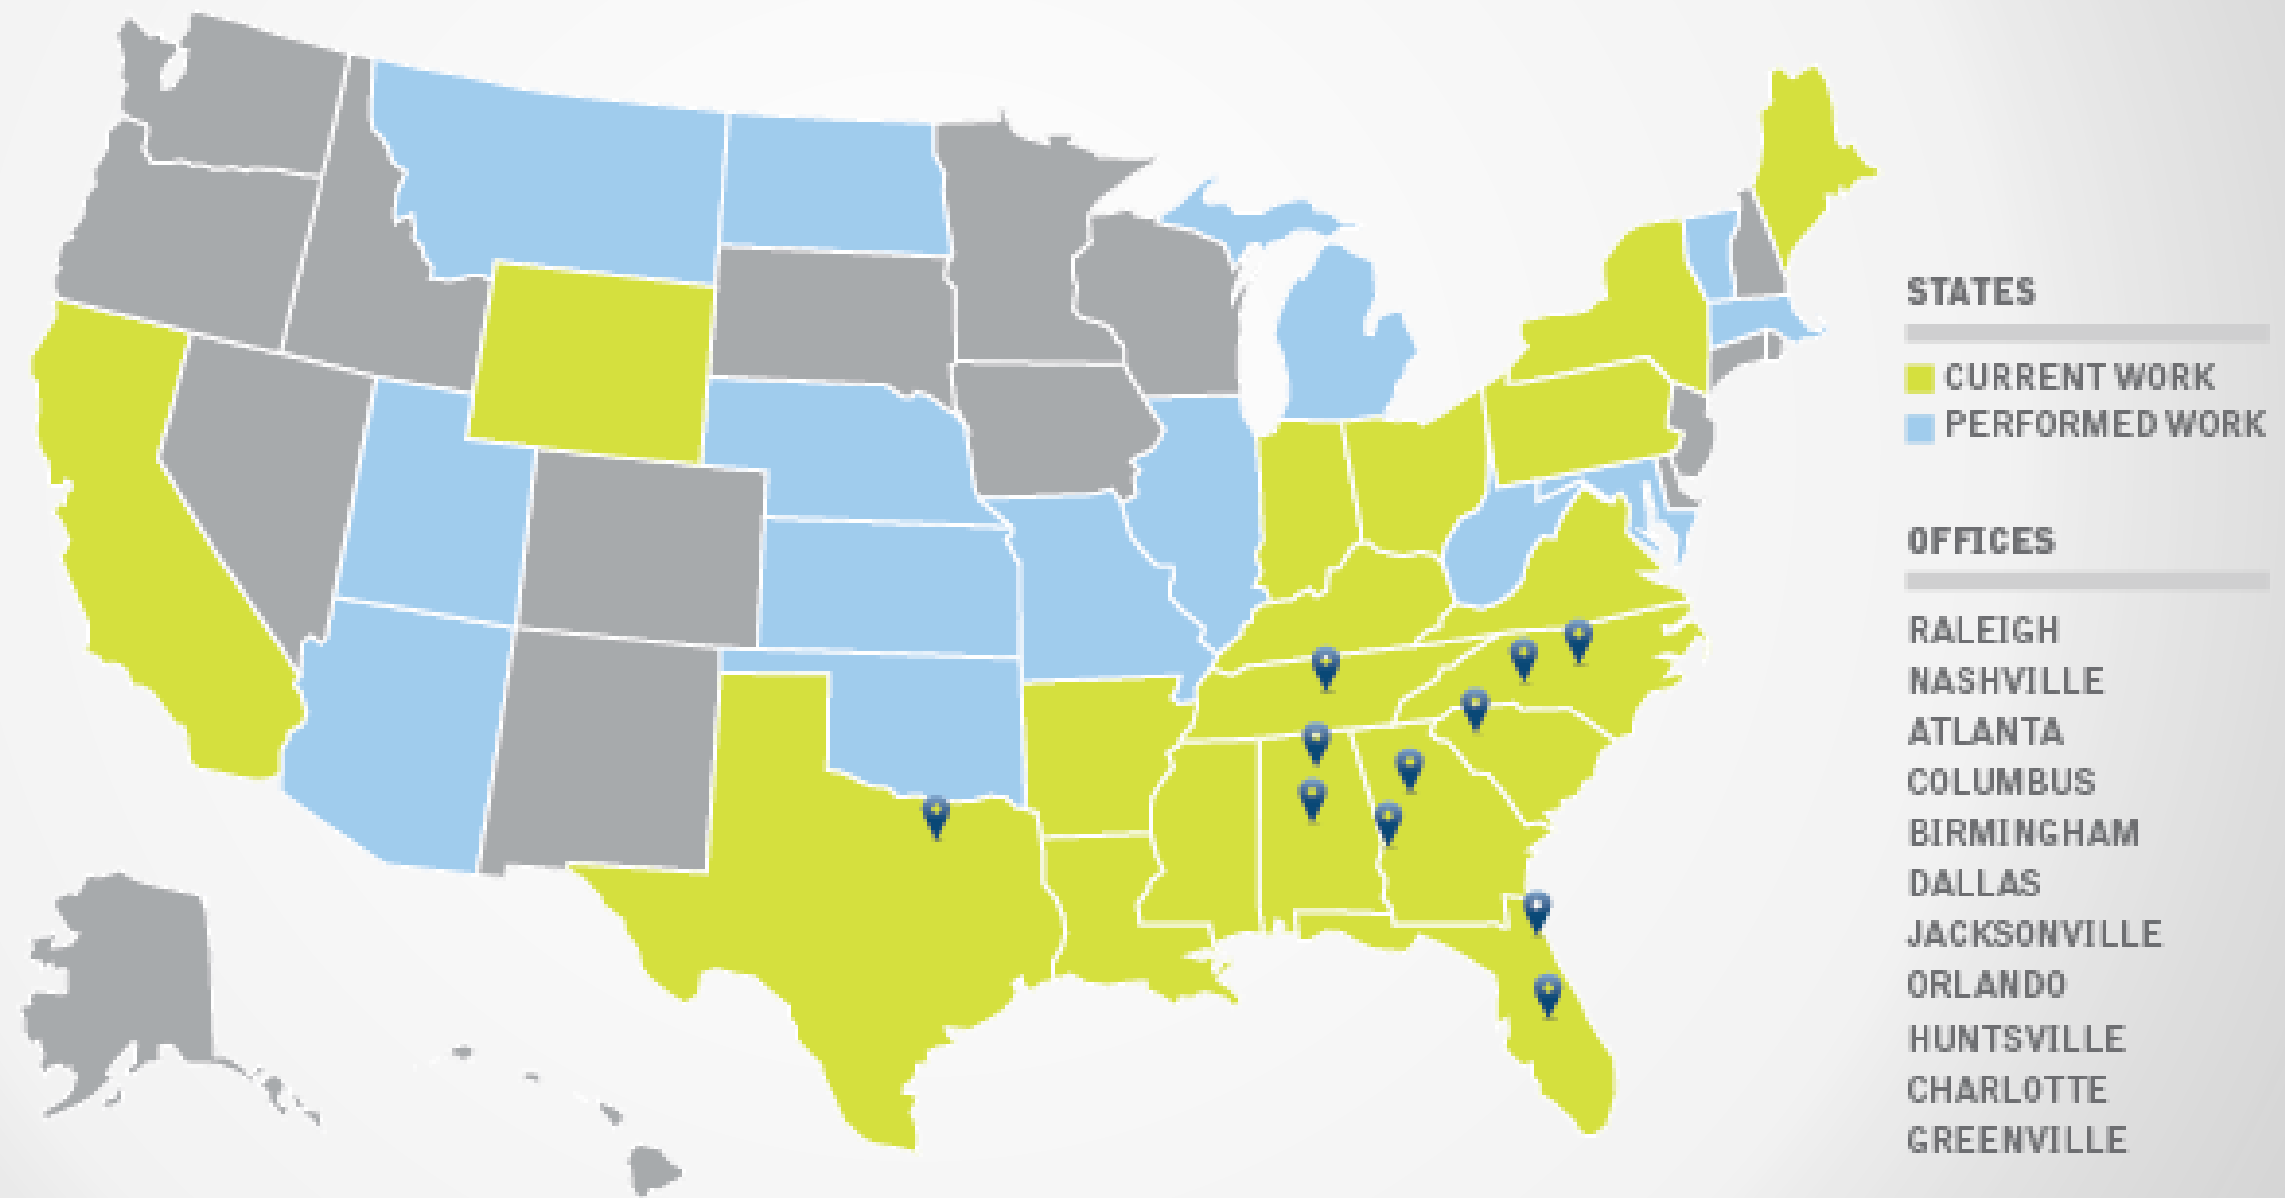 STATES
CURRENT WORK
PERFORMED WORK
OFFICES
RALEIGH
NASHVILLE
ATLANTA
COLUMBUS
BIRMINGHAM
DALLAS
JACKSONVILLE
ORLANDO
HUNTSVILLE
CHARLOTTE
GREENVILLE